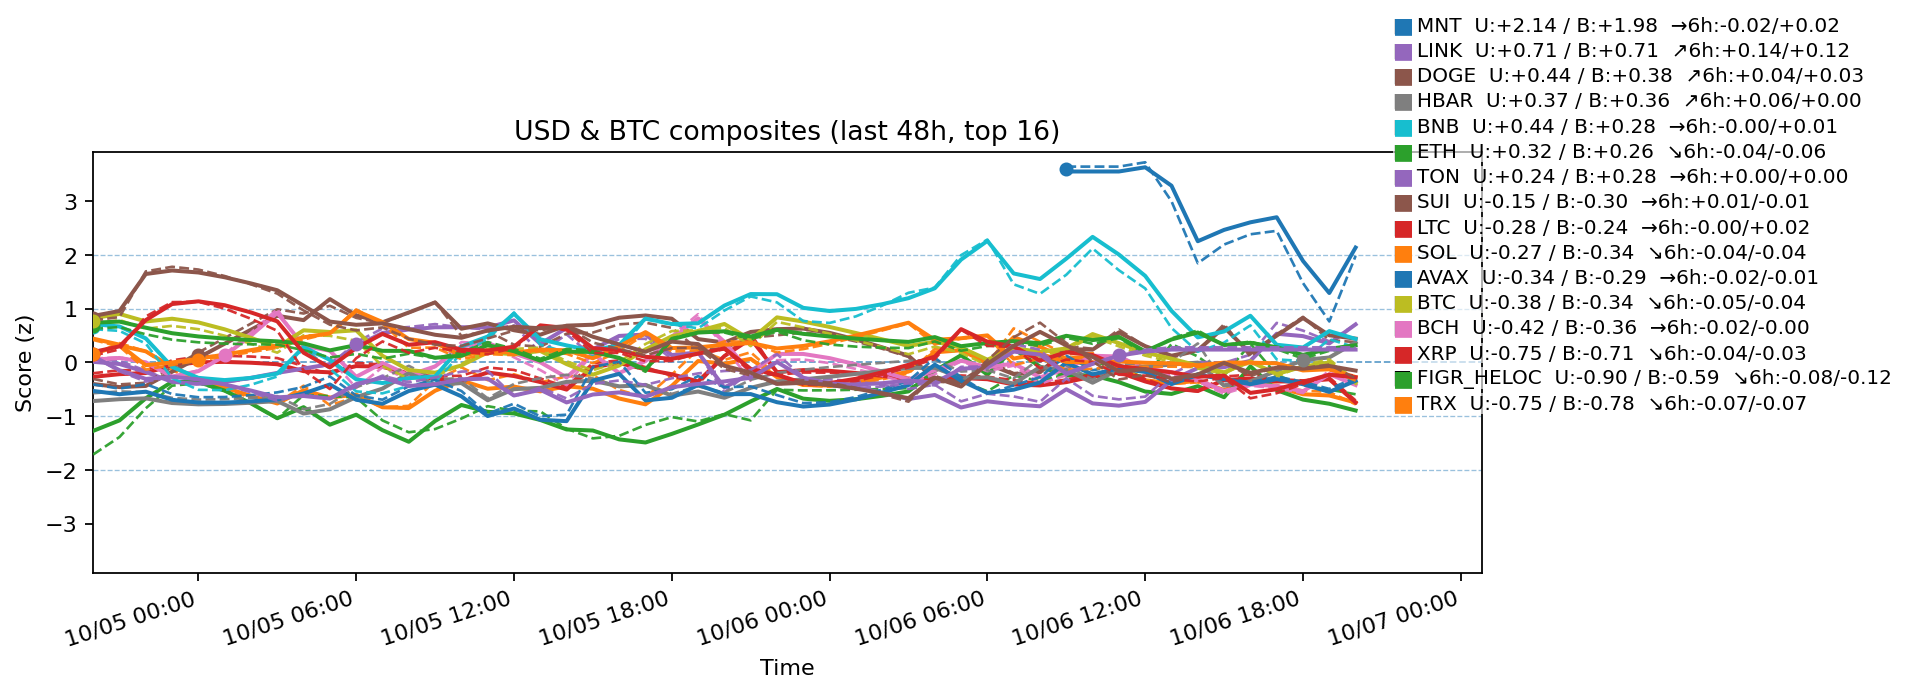 MNT U:+2.14 / B:+1.98 →6h:-0.02/+0.02
LINK U:+0.71 / B:+0.71 ↗6h:+0.14/+0.12
DOGE U:+0.44 / B:+0.38 ↗6h:+0.04/+0.03
HBAR U:+0.37 / B:+0.36 ↗6h:+0.06/+0.00
BNB U:+0.44 / B:+0.28 →6h:-0.00/+0.01
ETH U:+0.32 / B:+0.26 ↘6h:-0.04/-0.06
TON U:+0.24 / B:+0.28 →6h:+0.00/+0.00
SUI U:-0.15 / B:-0.30 →6h:+0.01/-0.01
LTC U:-0.28 / B:-0.24 →6h:-0.00/+0.02
SOL U:-0.27 / B:-0.34 ↘6h:-0.04/-0.04
AVAX U:-0.34 / B:-0.29 →6h:-0.02/-0.01
BTC U:-0.38 / B:-0.34 ↘6h:-0.05/-0.04
BCH U:-0.42 / B:-0.36 →6h:-0.02/-0.00
XRP U:-0.75 / B:-0.71 ↘6h:-0.04/-0.03
FIGR_HELOC U:-0.90 / B:-0.59 ↘6h:-0.08/-0.12
TRX U:-0.75 / B:-0.78 ↘6h:-0.07/-0.07
USD & BTC composites (last 48h, top 16)
Score (z)
3
2
1
0
−1
−2
−3
10/05 00:00
10/05 06:00
10/05 12:00
10/05 18:00
10/06 00:00
10/06 06:00
10/06 12:00
10/06 18:00
10/07 00:00
Time